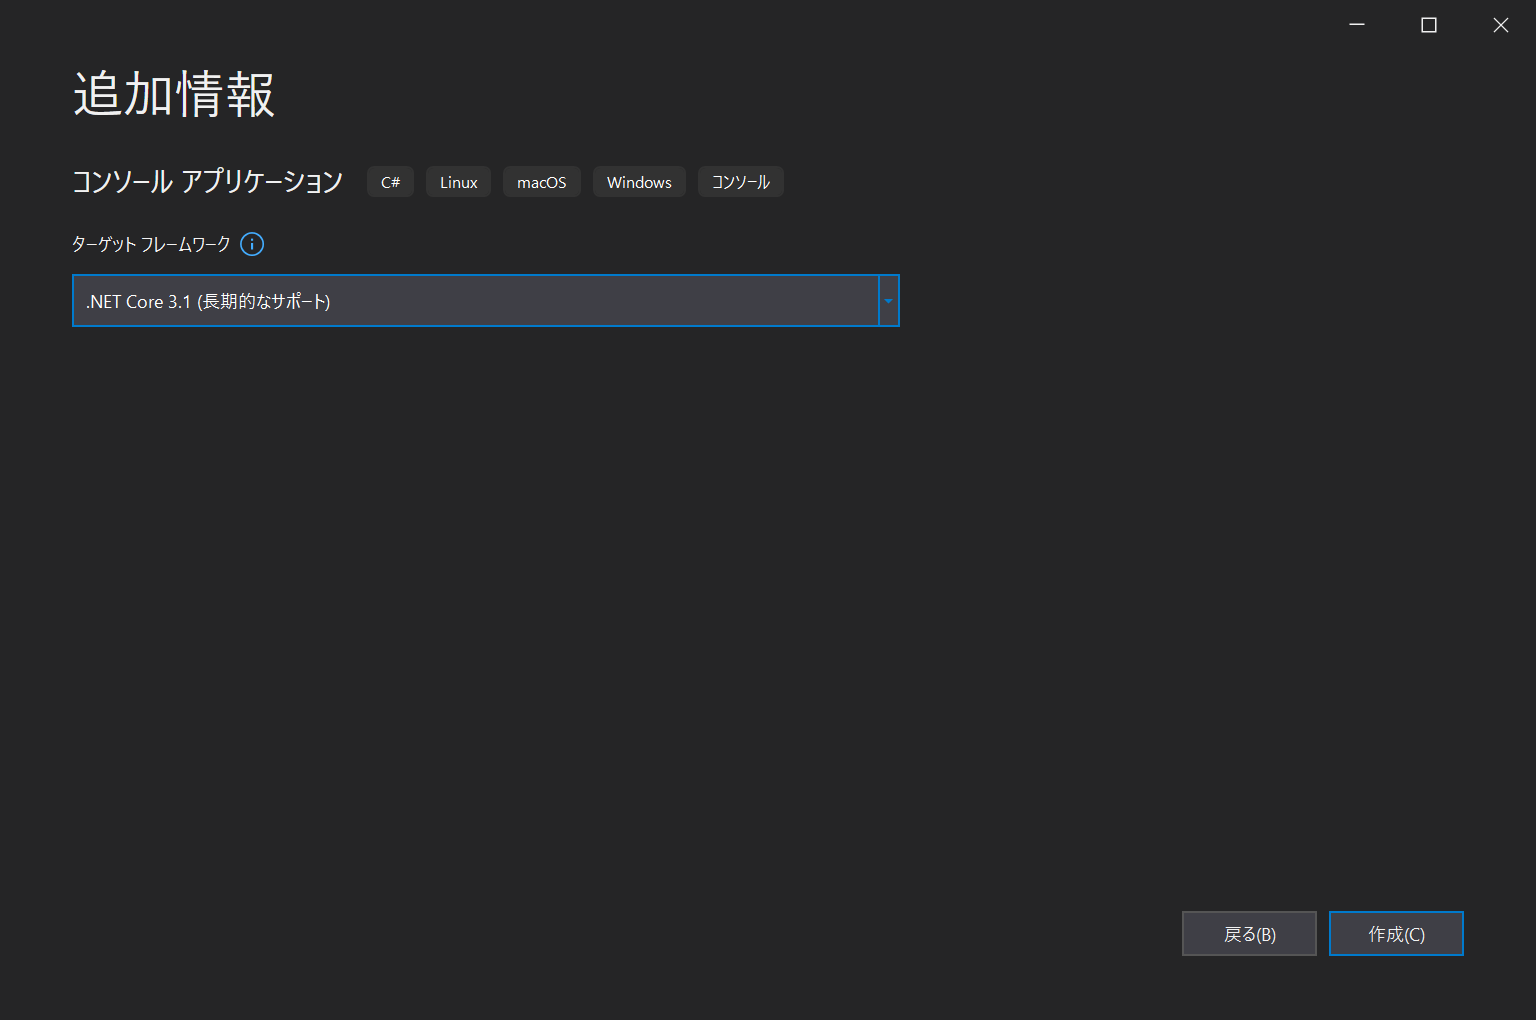 追加情報
コンソール アプリケーション C# Linux macOS Windows コンソール
ターゲット フレームワーク
.NET Core 3.1 (長期的なサポート)
戻る(B) 作成(C)